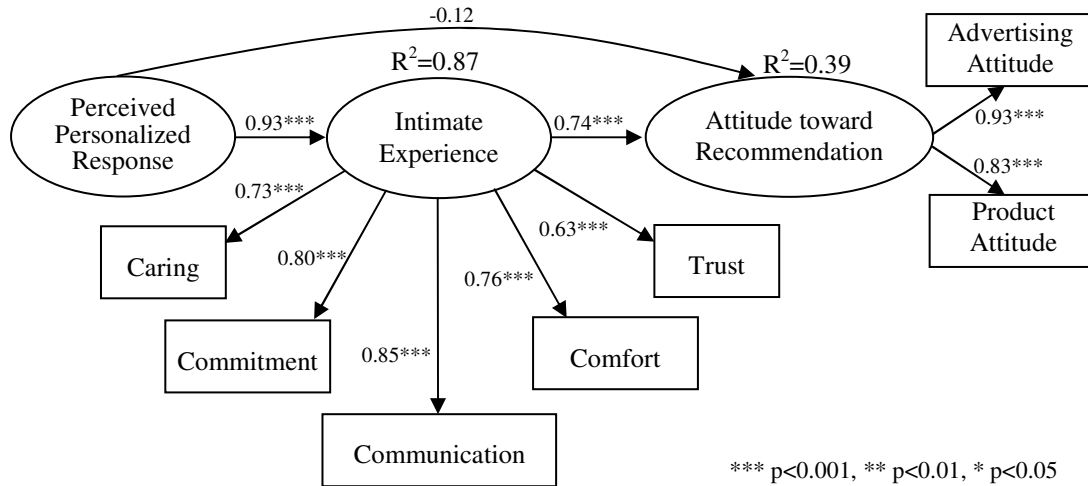 -0.12
Advertising
Attitude
R²=0.87
R²=0.39
Perceived
Personalized
Response
0.93***
Intimate
Experience
0.74***
Attitude toward
Recommendation
0.93***
0.83***
Product
Attitude
0.73***
0.80***
0.85***
0.76***
0.63***
Caring
Commitment
Communication
Comfort
Trust
*** p<0.001, ** p<0.01, * p<0.05